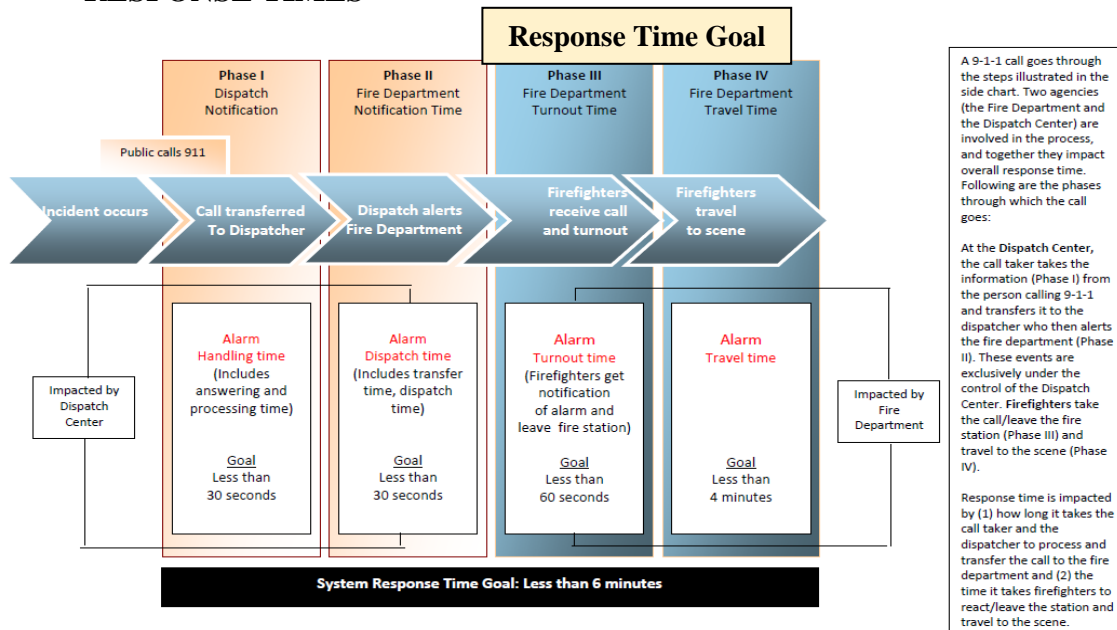 RESPONSE TIMES
Response Time Goal
Phase I
Dispatch
Notification
Phase II
Fire Department
Notification Time
Phase III
Fire Department
Turnout Time
Phase IV
Fire Department
Travel Time
Public calls 911
Incident occurs
Call transferred
To Dispatcher
Dispatch alerts
Fire Department
Firefighters
receive call
and turnout
Firefighters
travel
to scene
Impacted by
Dispatch
Center
Alarm
Handling time
(Includes
answering and
processing time)
Goal
Less than
30 seconds
Alarm
Dispatch time
(Includes transfer
time, dispatch
time)
Goal
Less than
30 seconds
Alarm
Turnout time
(Firefighters get
notification
of alarm and
leave fire station)
Goal
Less than
60 seconds
Alarm
Travel time
Goal
Less than
4 minutes
Impacted by
Fire
Department
System Response Time Goal: Less than 6 minutes
A 9-1-1 call goes through
the steps illustrated in the
side chart. Two agencies
(the Fire Department and
the Dispatch Center) are
involved in the process,
and together they impact
overall response time.
Following are the phases
through which the call
goes:
At the Dispatch Center,
the call taker takes the
information (Phase I) from
the person calling 9-1-1
and transfers it to the
dispatcher who then alerts
the fire department (Phase
II). These events are
exclusively under the
control of the Dispatch
Center. Firefighters take
the call/leave the fire
station (Phase III) and
travel to the scene (Phase
IV).
Response time is impacted
by (1) how long it takes the
call taker and the
dispatcher to process and
transfer the call to the fire
department and (2) the
time it takes firefighters to
react/leave the station and
travel to the scene.